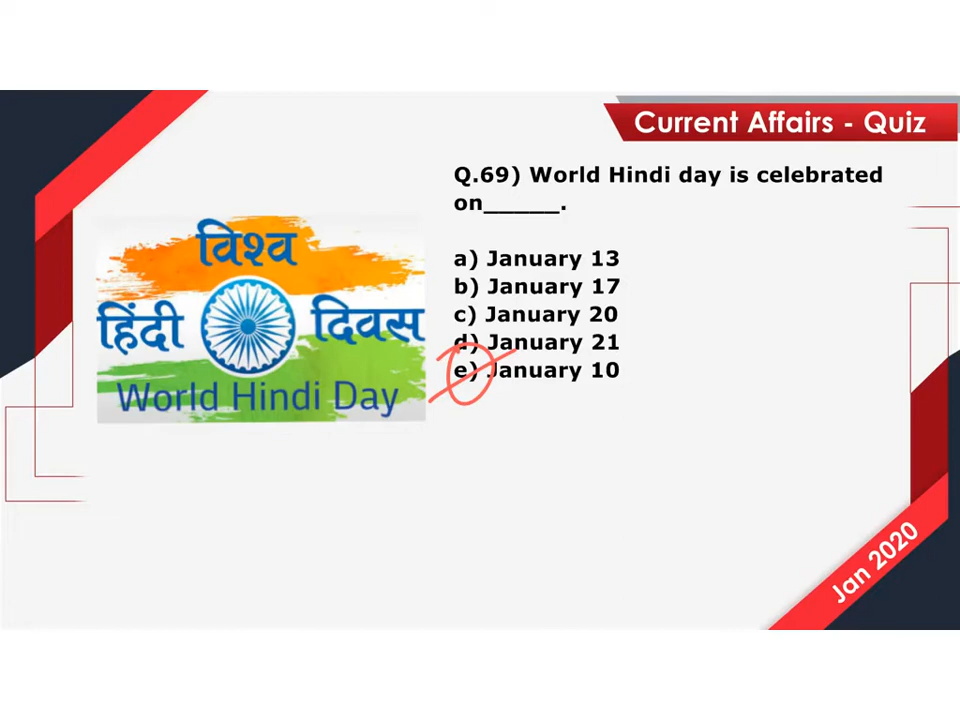 Current Affairs - Quiz
Q.69) World Hindi day is celebrated
on_____.
a) January 13
b) January 17
c) January 20
d) January 21
e) January 10
विश्व
हिंदी दिवस
World Hindi Day
Jan 2020